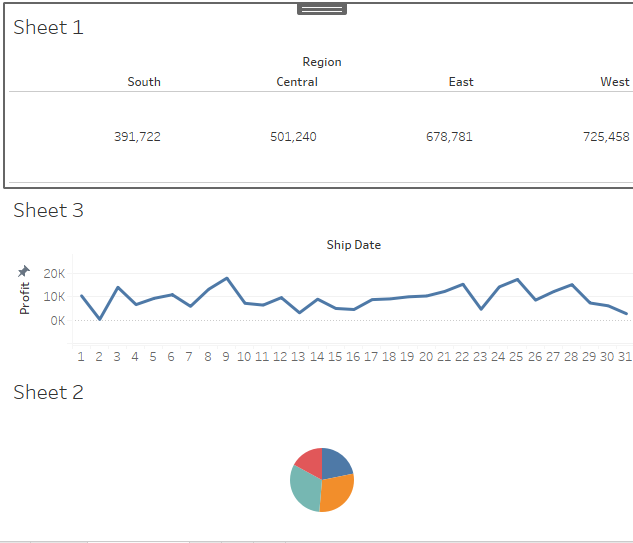 Sheet 1
Region
South Central East West
391,722 501,240 678,781 725,458
Sheet 3
Ship Date
Profit
20K
10K
0K
1 2 3 4 5 6 7 8 9 10 11 12 13 14 15 16 17 18 19 20 21 22 23 24 25 26 27 28 29 30 31
Sheet 2